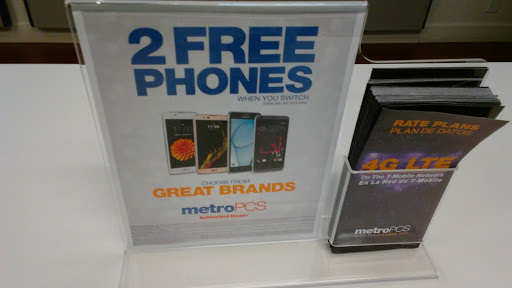 2 FREE
PHONES
WHEN YOU SWITCH
CHOOSE FROM
GREAT BRANDS
metroPCS
Authorized Dealer
RATE PLANS
PLAN DE DATOS
4G LTE
On The T-Mobile Network
En La Red de T-Mobile
metroPCS